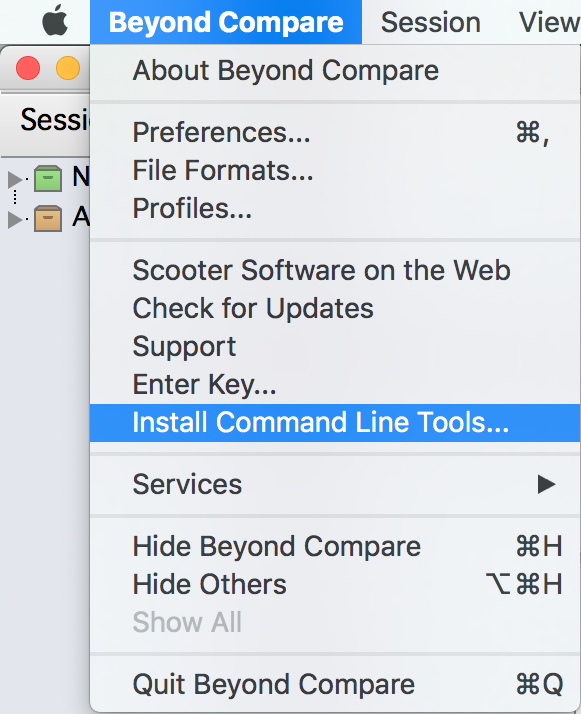 Beyond Compare Session View
About Beyond Compare
Sessi
Preferences... ⌘,
N
File Formats...
A
Profiles...
Scooter Software on the Web
Check for Updates
Support
Enter Key...
Install Command Line Tools...
Services
Hide Beyond Compare ⌘H
Hide Others ⌥⌘H
Show All
Quit Beyond Compare ⌘Q